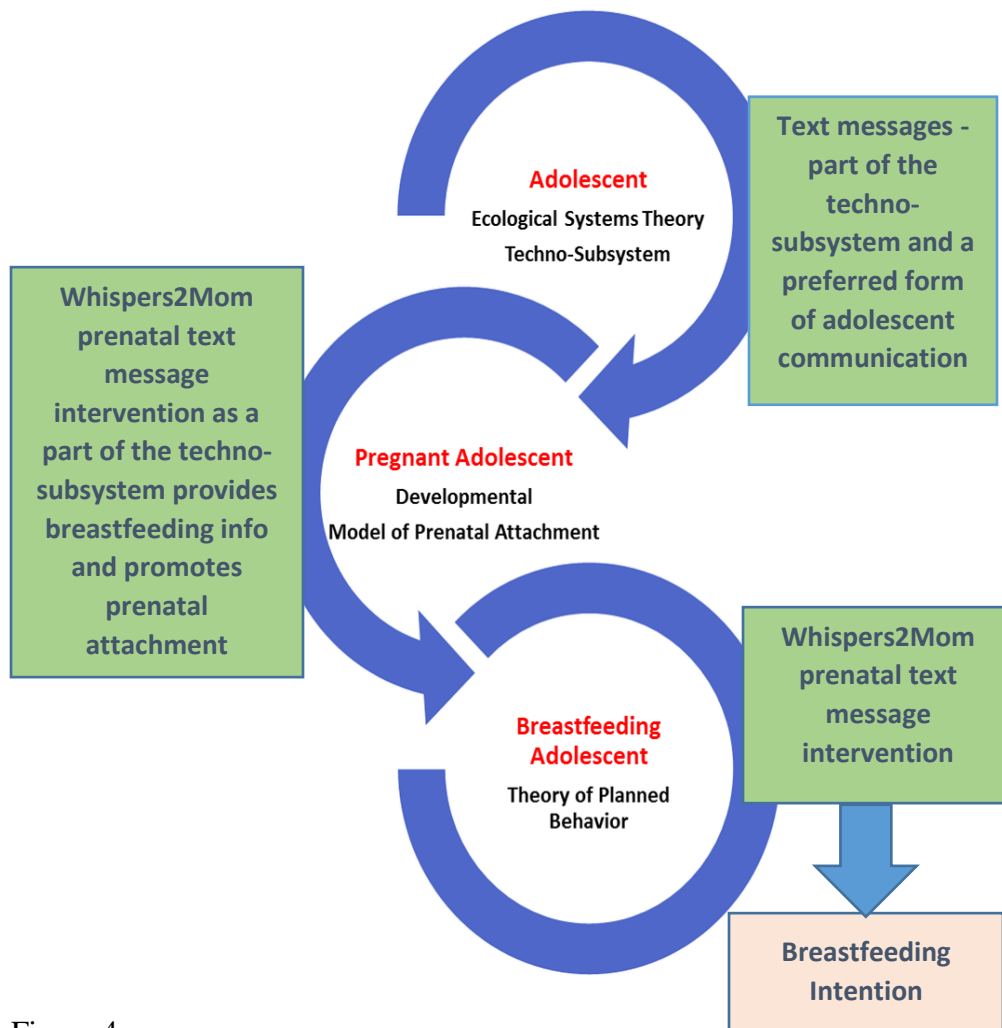 Adolescent
Ecological Systems Theory
Techno-Subsystem
Text messages -
part of the
techno-
subsystem and a
preferred form
of adolescent
communication
Whispers2Mom
prenatal text
message
intervention as a
part of the techno-
subsystem provides
breastfeeding info
and promotes
prenatal
attachment
Pregnant Adolescent
Developmental
Model of Prenatal Attachment
Breastfeeding
Adolescent
Theory of Planned
Behavior
Whispers2Mom
prenatal text
message
intervention
Breastfeeding
Intention
Figure 4